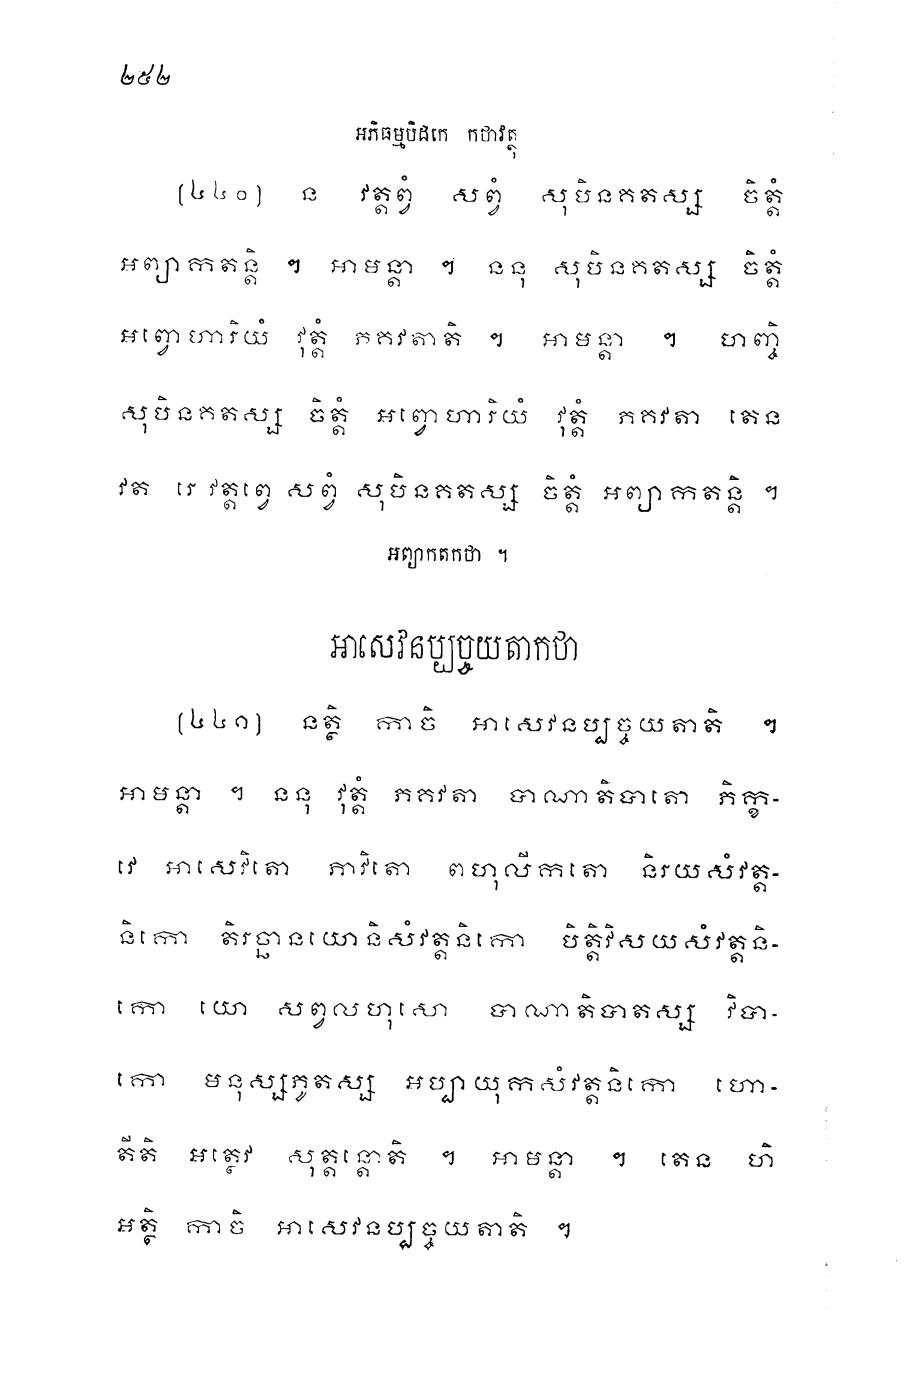 ២៥២
អភិធម្មបិដកេ កថាវត្ថុ
(៤៤០) ន វត្តព្វំ សព្វំ សុបិនគតស្ស ចិត្តំ
អព្យាកតន្តិ ។ អាមន្តា ។ ននុ សុបិនគតស្ស ចិត្តំ
អព្វោហារិយំ វុត្តំ ភគវតាតិ ។ អាមន្តា ។ ហញ្ចិ
សុបិនគតស្ស ចិត្តំ អព្វោហារិយំ វុត្តំ ភគវតា តេន
វត រេ វត្តព្វេ សព្វំ សុបិនគតស្ស ចិត្តំ អព្យាកតន្តិ ។
អព្យាកតកថា ។
អាសេវនប្បច្ចយតាកថា
(៤៤១) នត្ថិ កាចិ អាសេវនប្បច្ចយតាតិ ។
អាមន្តា ។ ននុ វុត្តំ ភគវតា បាណាតិបាតោ ភិក្ខ-
វេ អាសេវិតោ ភាវិតោ ពហុលីកតោ និរយសំវត្ត-
និកោ តិរច្ឆានយោនិសំវត្តនិកោ បិត្តិវិសយសំវត្តនិ-
កោ យោ សព្វលហុសោ បាណាតិបាតស្ស វិបា-
កោ មនុស្សភូតស្ស អប្បាយុកសំវត្តនិកោ ហោ-
តីតិ អត្ថេវ សុត្តន្តោតិ ។ អាមន្តា ។ តេន ហិ
អត្ថិ កាចិ អាសេវនប្បច្ចយតាតិ ។